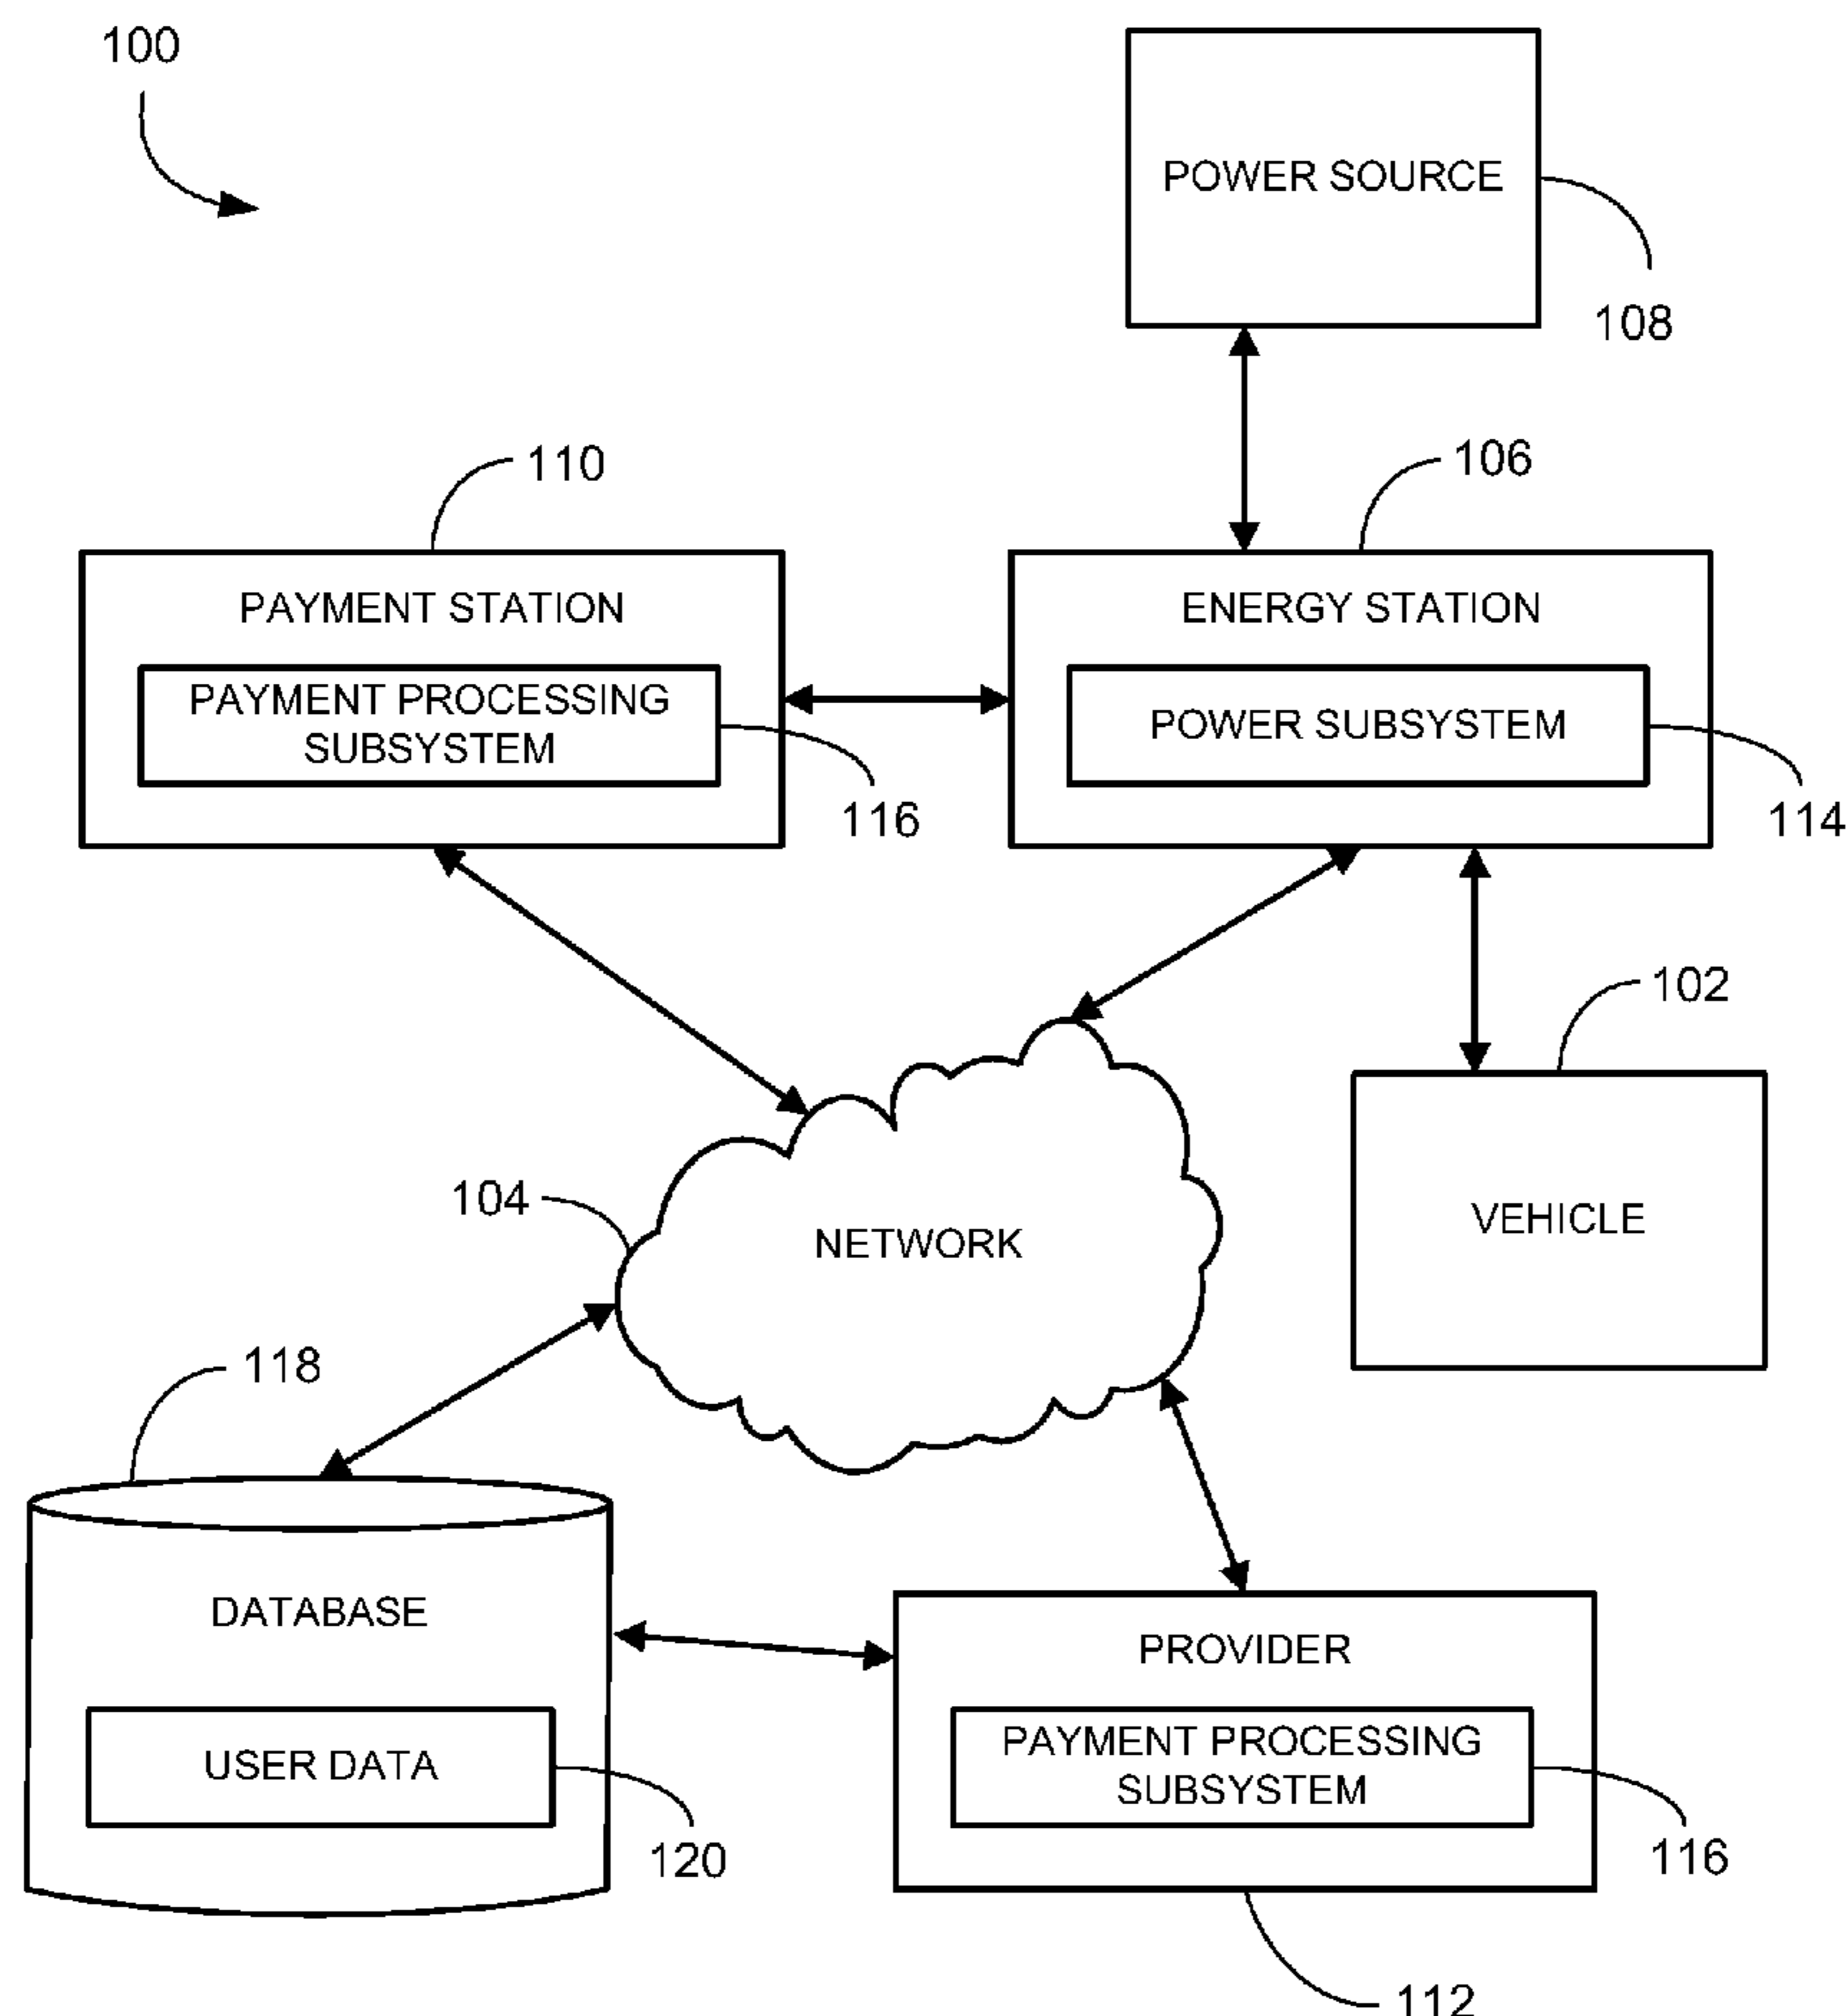 100
POWER SOURCE
108
110
106
PAYMENT STATION
ENERGY STATION
PAYMENT PROCESSING
SUBSYSTEM
POWER SUBSYSTEM
116
114
102
104
NETWORK
VEHICLE
118
DATABASE
PROVIDER
USER DATA
PAYMENT PROCESSING
SUBSYSTEM
120
116
112